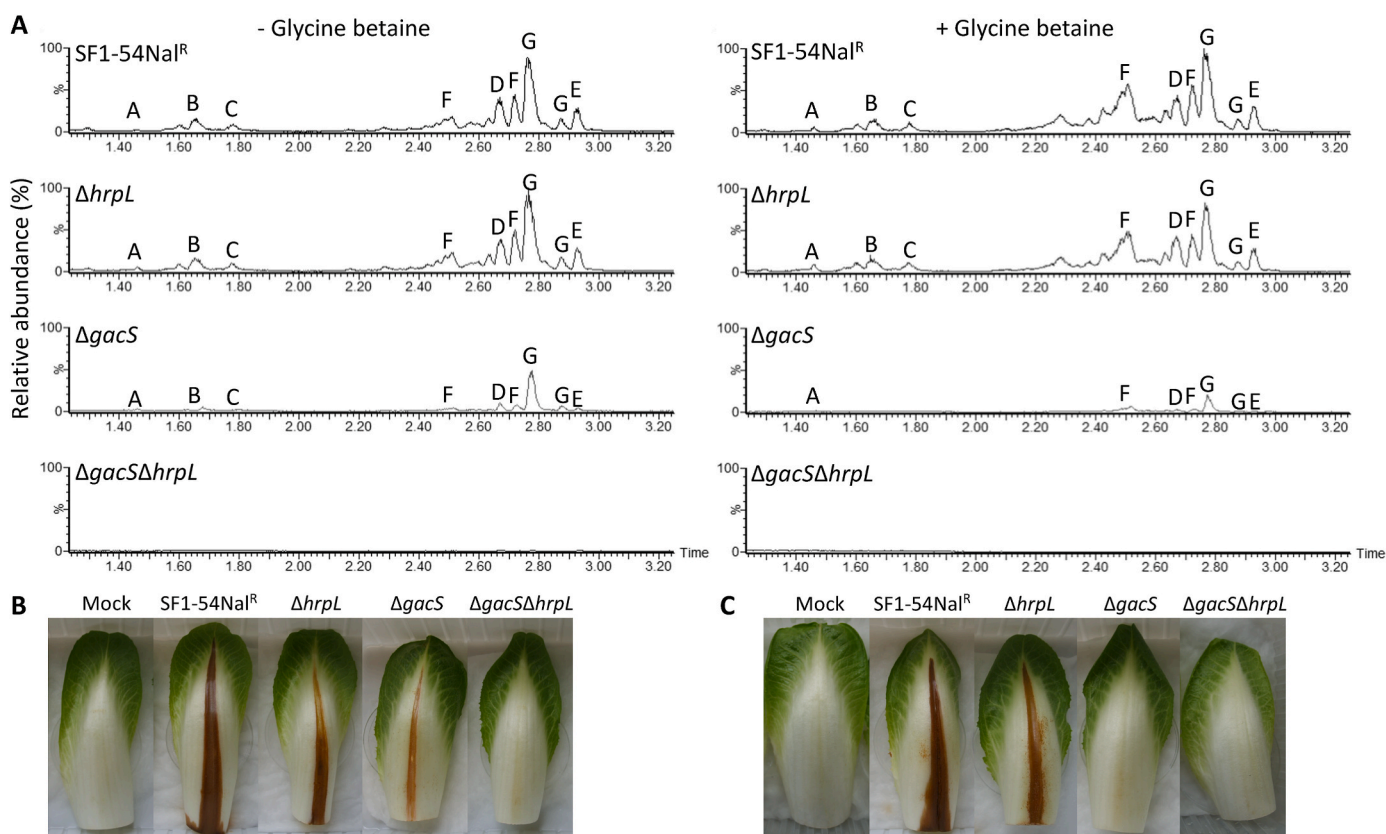 A
- Glycine betaine
+ Glycine betaine
Relative abundance (%)
SF1-54Nalᴿ
100
%
0
A B C F D F G G E
1.40 1.60 1.80 2.00 2.20 2.40 2.60 2.80 3.00 3.20
SF1-54Nalᴿ
100
%
0
A B C F D F G G E
1.40 1.60 1.80 2.00 2.20 2.40 2.60 2.80 3.00 3.20
ΔhrpL
100
%
0
A B C F D F G G E
1.40 1.60 1.80 2.00 2.20 2.40 2.60 2.80 3.00 3.20
ΔhrpL
100
%
0
A B C F D F G G E
1.40 1.60 1.80 2.00 2.20 2.40 2.60 2.80 3.00 3.20
ΔgacS
100
%
0
A B C F D F G G E
1.40 1.60 1.80 2.00 2.20 2.40 2.60 2.80 3.00 3.20
ΔgacS
100
%
0
A F D F G G E
1.40 1.60 1.80 2.00 2.20 2.40 2.60 2.80 3.00 3.20
ΔgacSΔhrpL
100
%
0
Time
1.40 1.60 1.80 2.00 2.20 2.40 2.60 2.80 3.00 3.20
ΔgacSΔhrpL
100
%
0
Time
1.40 1.60 1.80 2.00 2.20 2.40 2.60 2.80 3.00 3.20
B
Mock SF1-54Nalᴿ ΔhrpL ΔgacS ΔgacSΔhrpL
C
Mock SF1-54Nalᴿ ΔhrpL ΔgacS ΔgacSΔhrpL